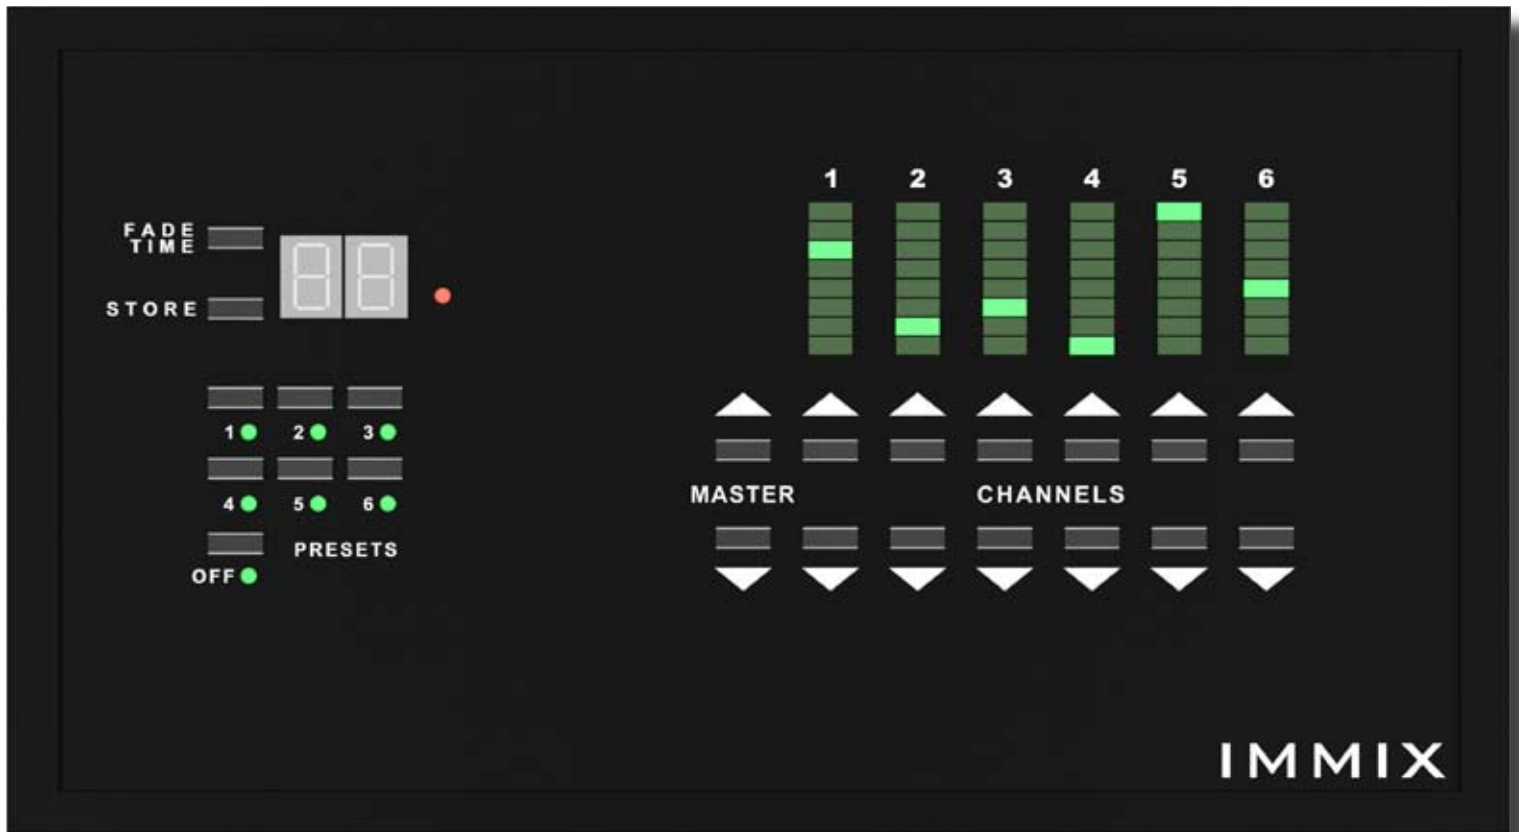 FADE
TIME
STORE
88
1 2 3
4 5 6
OFF
PRESETS
1 2 3 4 5 6
MASTER
CHANNELS
IMMIX